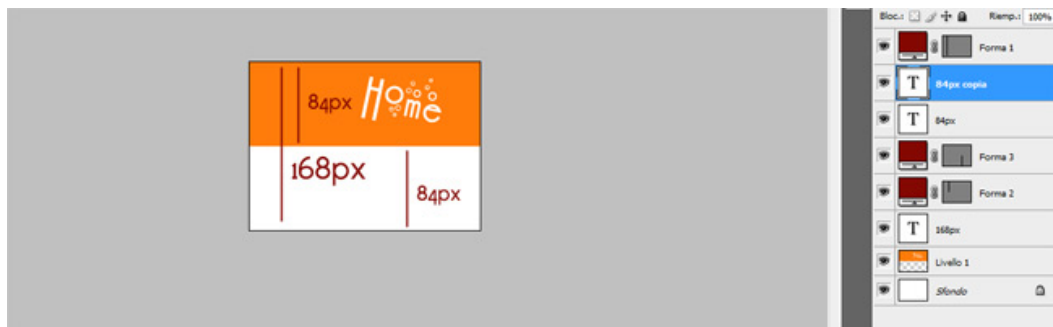 Bloc.: Riemp.: 100%
Forma 1
84px copia
84px
Forma 3
Forma 2
168px
Livello 1
Sfondo
T
T
T
84px Home
168px
84px